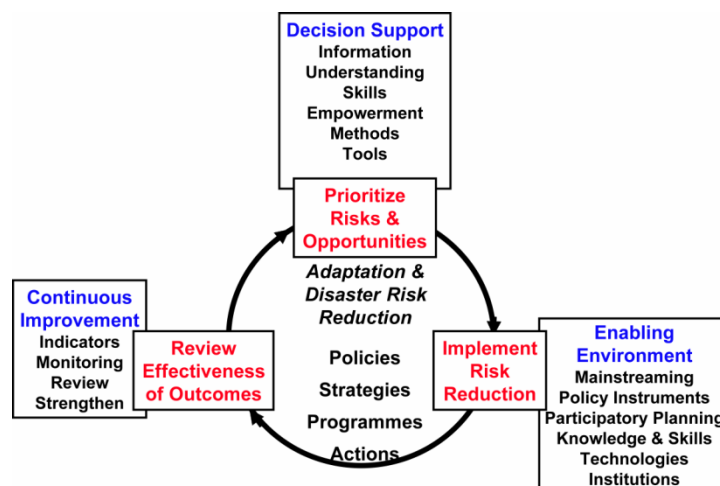 Decision Support
Information
Understanding
Skills
Empowerment
Methods
Tools
Prioritize
Risks &
Opportunities
Adaptation &
Disaster Risk
Reduction
Policies
Strategies
Programmes
Actions
Continuous
Improvement
Indicators
Monitoring
Review
Strengthen
Review
Effectiveness
of Outcomes
Implement
Risk
Reduction
Enabling
Environment
Mainstreaming
Policy Instruments
Participatory Planning
Knowledge & Skills
Technologies
Institutions